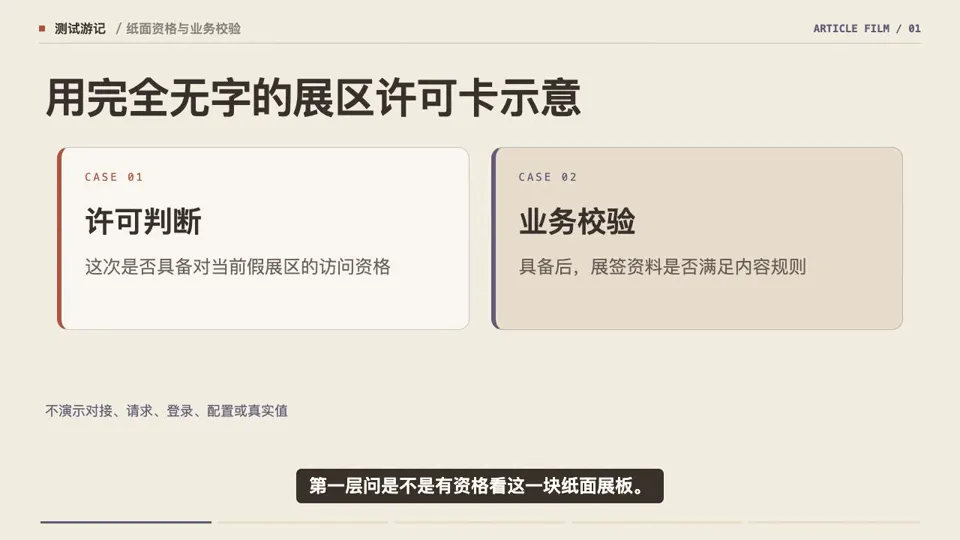 测试游记 / 纸面资格与业务校验
ARTICLE FILM / 01
用完全无字的展区许可卡示意
CASE 01
许可判断
这次是否具备对当前假展区的访问资格
CASE 02
业务校验
具备后，展签资料是否满足内容规则
不演示对接、请求、登录、配置或真实值
第一层问是不是有资格看这一块纸面展板。